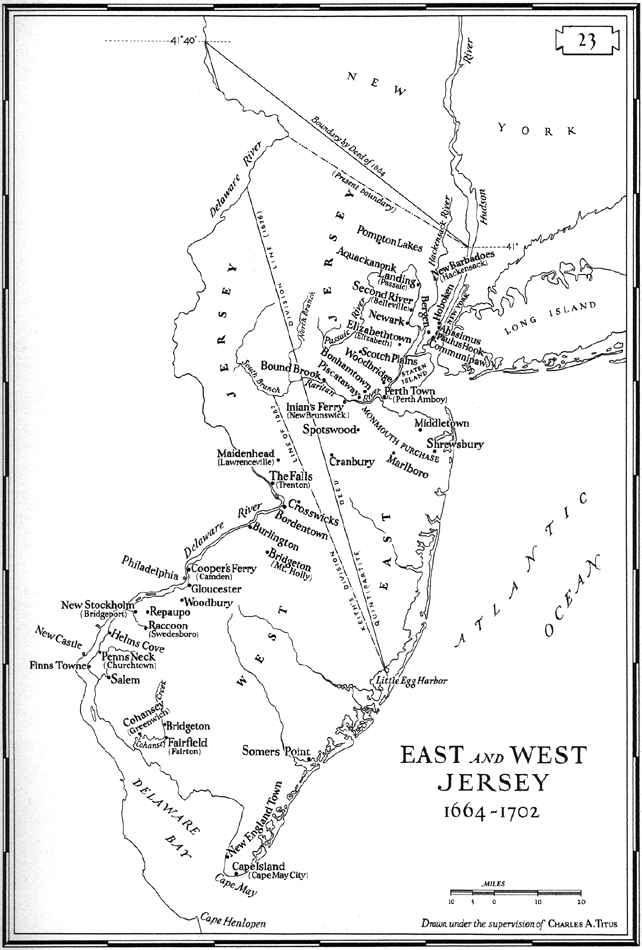 23
41°40'
NEW
YORK
River
Boundary by Deed of 1664
(Present boundary)
Delaware River
Hackensack River
Hudson
41°
JERSEY
JERSEY
Pompton Lakes
New Barbadoes
(Hackensack)
Aquackanonk
Landing
(Passaic)
Second River
(Belleville)
Newark
Bergen
Hoboken
NEW YORK
Ahasimus
Paulus Hook
Communipaw
LONG ISLAND
North Branch
Passaic River
Elizabethtown
(Elizabeth)
Scotch Plains
Woodbridge
Bonhamtown
Piscataway
STATEN
ISLAND
South Branch
Bound Brook
Raritan
R.
Perth Town
(Perth Amboy)
Inian's Ferry
(New Brunswick)
Spotswood
MONMOUTH PURCHASE
Middletown
Shrewsbury
Marlboro
Cranbury
DIVISION LINE (1676)
LINE OF 1687
KEITH'S DIVISION
QUINTIPARTITE DEED
Maidenhead
(Lawrenceville)
The Falls
(Trenton)
Crosswicks
Bordentown
Delaware River
Burlington
Bridgeton
(Mt. Holly)
EAST
WEST
Philadelphia
Cooper's Ferry
(Camden)
Gloucester
Woodbury
New Stockholm
(Bridgeport)
Repaupo
Raccoon
(Swedesboro)
New Castle
Helms Cove
Finns Towne
Penns Neck
(Churchtown)
Salem
Little Egg Harbor
Cohansey
(Greenwich)
Creek
Bridgeton
Cohansey
Fairfield
(Fairton)
Somers Point
ATLANTIC
OCEAN
DELAWARE
BAY
New England Town
Cape Island
(Cape May City)
Cape May
Cape Henlopen
EAST AND WEST
JERSEY
1664-1702
MILES
10 5 0 10 20
Drawn under the supervision of CHARLES A. TITUS